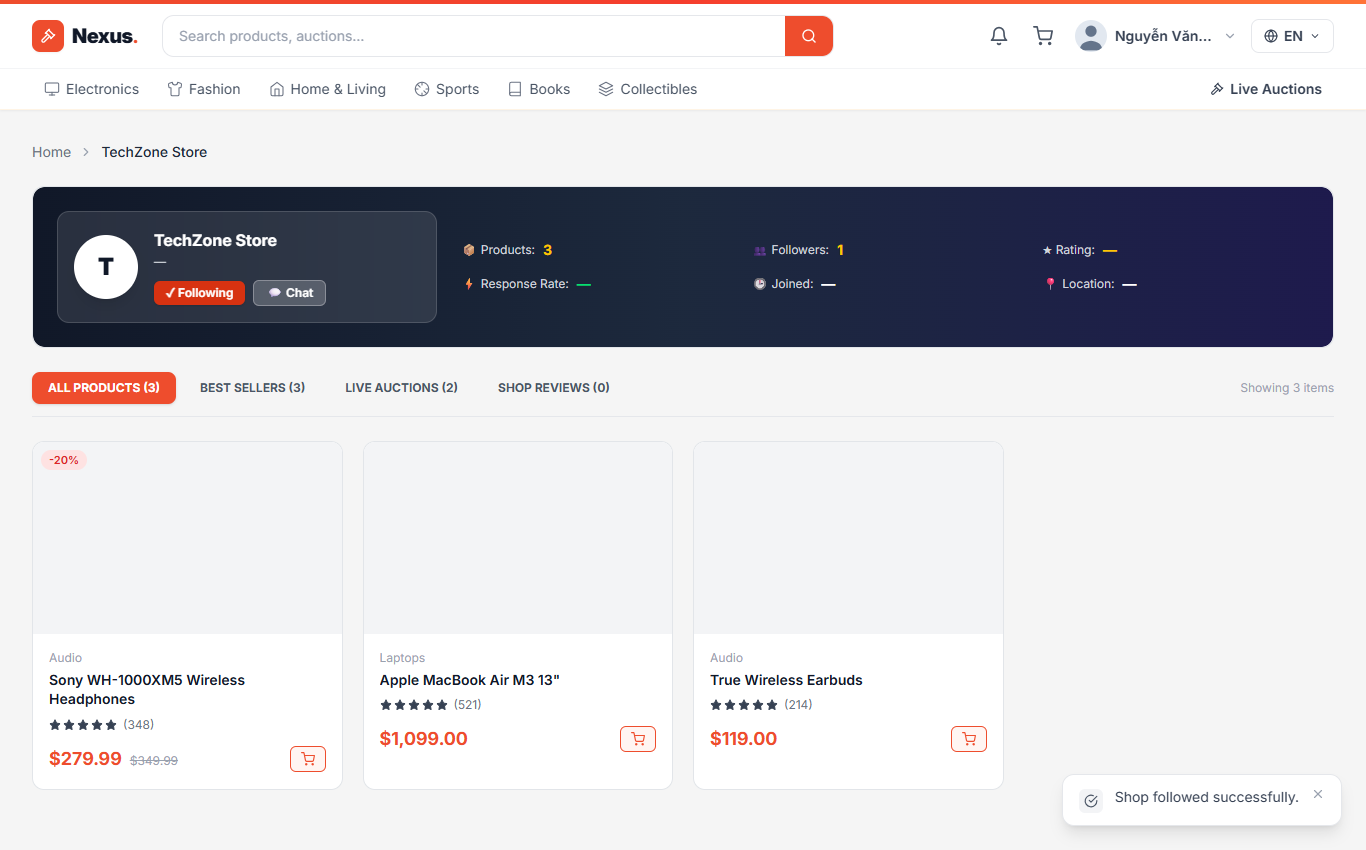 Nexus.
Search products, auctions...
Nguyễn Văn...
EN
Electronics
Fashion
Home & Living
Sports
Books
Collectibles
Live Auctions
Home > TechZone Store
T
TechZone Store
—
✓ Following
Chat
Products: 3
Followers: 1
★ Rating: —
Response Rate: —
Joined: —
Location: —
ALL PRODUCTS (3)
BEST SELLERS (3)
LIVE AUCTIONS (2)
SHOP REVIEWS (0)
Showing 3 items
-20%
Audio
Sony WH-1000XM5 Wireless
Headphones
★★★★★ (348)
$279.99 $349.99
Laptops
Apple MacBook Air M3 13"
★★★★★ (521)
$1,099.00
Audio
True Wireless Earbuds
★★★★★ (214)
$119.00
Shop followed successfully.